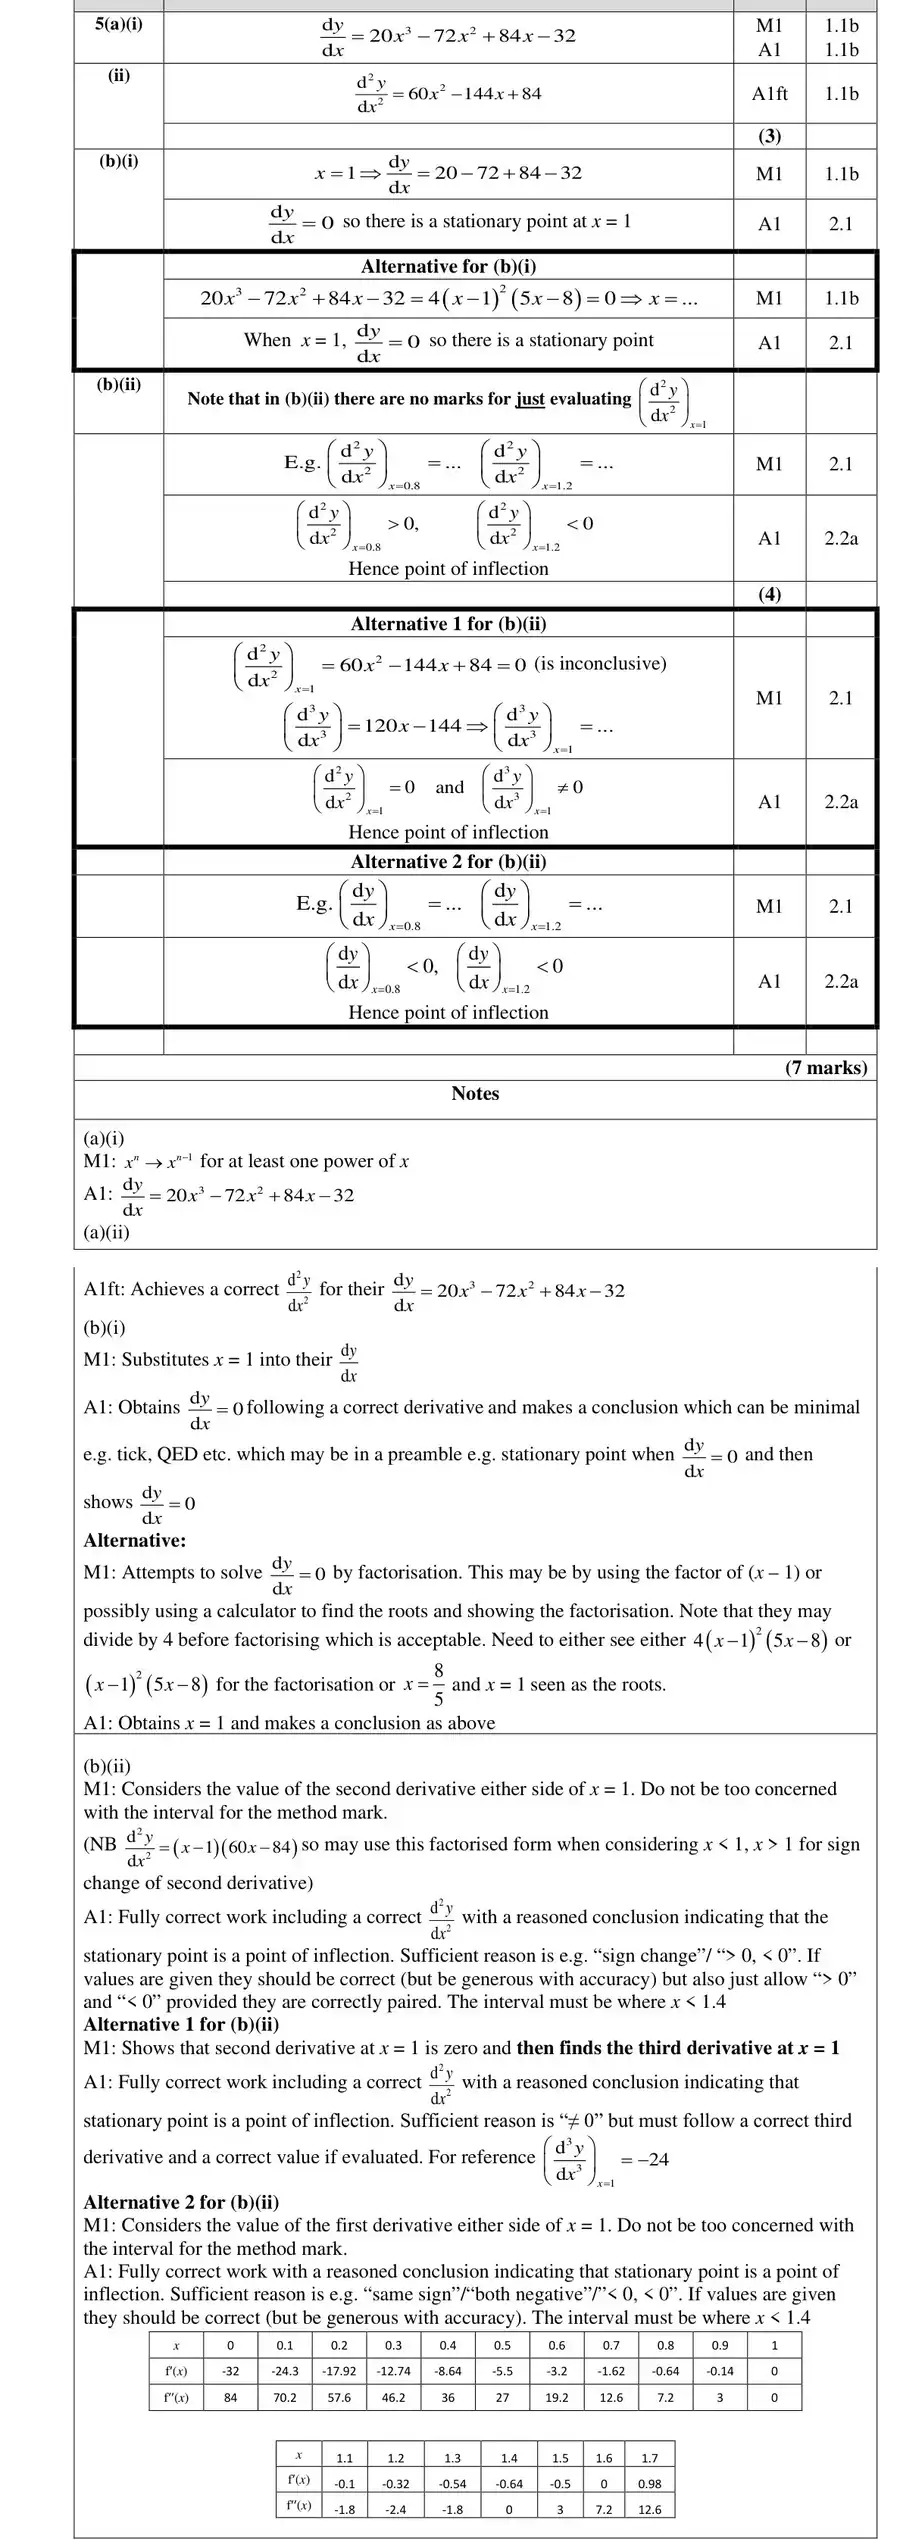 5(a)(i) dy/dx = 20x³ − 72x² + 84x − 32 M1 A1 1.1b 1.1b
(ii) d²y/dx² = 60x² − 144x + 84 A1ft 1.1b
(3)
(b)(i) x = 1 ⇒ dy/dx = 20 − 72 + 84 − 32 M1 1.1b
dy/dx = 0 so there is a stationary point at x = 1 A1 2.1
Alternative for (b)(i)
20x³ − 72x² + 84x − 32 = 4(x − 1)²(5x − 8) = 0 ⇒ x = ... M1 1.1b
When x = 1, dy/dx = 0 so there is a stationary point A1 2.1
(b)(ii) Note that in (b)(ii) there are no marks for just evaluating (d²y/dx²)ₓ₌₁
E.g. (d²y/dx²)ₓ₌₀.₈ = ... (d²y/dx²)ₓ₌₁.₂ = ... M1 2.1
(d²y/dx²)ₓ₌₀.₈ > 0, (d²y/dx²)ₓ₌₁.₂ < 0 A1 2.2a
Hence point of inflection
(4)
Alternative 1 for (b)(ii)
(d²y/dx²)ₓ₌₁ = 60x² − 144x + 84 = 0 (is inconclusive) M1 2.1
(d³y/dx³) = 120x − 144 ⇒ (d³y/dx³)ₓ₌₁ = ...
(d²y/dx²)ₓ₌₁ = 0 and (d³y/dx³)ₓ₌₁ ≠ 0 A1 2.2a
Hence point of inflection
Alternative 2 for (b)(ii)
E.g. (dy/dx)ₓ₌₀.₈ = ... (dy/dx)ₓ₌₁.₂ = ... M1 2.1
(dy/dx)ₓ₌₀.₈ < 0, (dy/dx)ₓ₌₁.₂ < 0 A1 2.2a
Hence point of inflection
(7 marks)
Notes
(a)(i)
M1: xⁿ → xⁿ⁻¹ for at least one power of x
A1: dy/dx = 20x³ − 72x² + 84x − 32
(a)(ii)
A1ft: Achieves a correct d²y/dx² for their dy/dx = 20x³ − 72x² + 84x − 32
(b)(i)
M1: Substitutes x = 1 into their dy/dx
A1: Obtains dy/dx = 0 following a correct derivative and makes a conclusion which can be minimal
e.g. tick, QED etc. which may be in a preamble e.g. stationary point when dy/dx = 0 and then
shows dy/dx = 0
Alternative:
M1: Attempts to solve dy/dx = 0 by factorisation. This may be by using the factor of (x – 1) or
possibly using a calculator to find the roots and showing the factorisation. Note that they may
divide by 4 before factorising which is acceptable. Need to either see either 4(x − 1)²(5x − 8) or
(x − 1)²(5x − 8) for the factorisation or x = 8/5 and x = 1 seen as the roots.
A1: Obtains x = 1 and makes a conclusion as above
(b)(ii)
M1: Considers the value of the second derivative either side of x = 1. Do not be too concerned
with the interval for the method mark.
(NB d²y/dx² = (x − 1)(60x − 84) so may use this factorised form when considering x < 1, x > 1 for sign
change of second derivative)
A1: Fully correct work including a correct d²y/dx² with a reasoned conclusion indicating that the
stationary point is a point of inflection. Sufficient reason is e.g. “sign change”/ “> 0, < 0”. If
values are given they should be correct (but be generous with accuracy) but also just allow “> 0”
and “< 0” provided they are correctly paired. The interval must be where x < 1.4
Alternative 1 for (b)(ii)
M1: Shows that second derivative at x = 1 is zero and then finds the third derivative at x = 1
A1: Fully correct work including a correct d²y/dx² with a reasoned conclusion indicating that
stationary point is a point of inflection. Sufficient reason is “≠ 0” but must follow a correct third
derivative and a correct value if evaluated. For reference (d³y/dx³)ₓ₌₁ = −24
Alternative 2 for (b)(ii)
M1: Considers the value of the first derivative either side of x = 1. Do not be too concerned with
the interval for the method mark.
A1: Fully correct work with a reasoned conclusion indicating that stationary point is a point of
inflection. Sufficient reason is e.g. “same sign”/“both negative”/”< 0, < 0”. If values are given
they should be correct (but be generous with accuracy). The interval must be where x < 1.4
x 0 0.1 0.2 0.3 0.4 0.5 0.6 0.7 0.8 0.9 1
f′(x) -32 -24.3 -17.92 -12.74 -8.64 -5.5 -3.2 -1.62 -0.64 -0.14 0
f″(x) 84 70.2 57.6 46.2 36 27 19.2 12.6 7.2 3 0
x 1.1 1.2 1.3 1.4 1.5 1.6 1.7
f′(x) -0.1 -0.32 -0.54 -0.64 -0.5 0 0.98
f″(x) -1.8 -2.4 -1.8 0 3 7.2 12.6